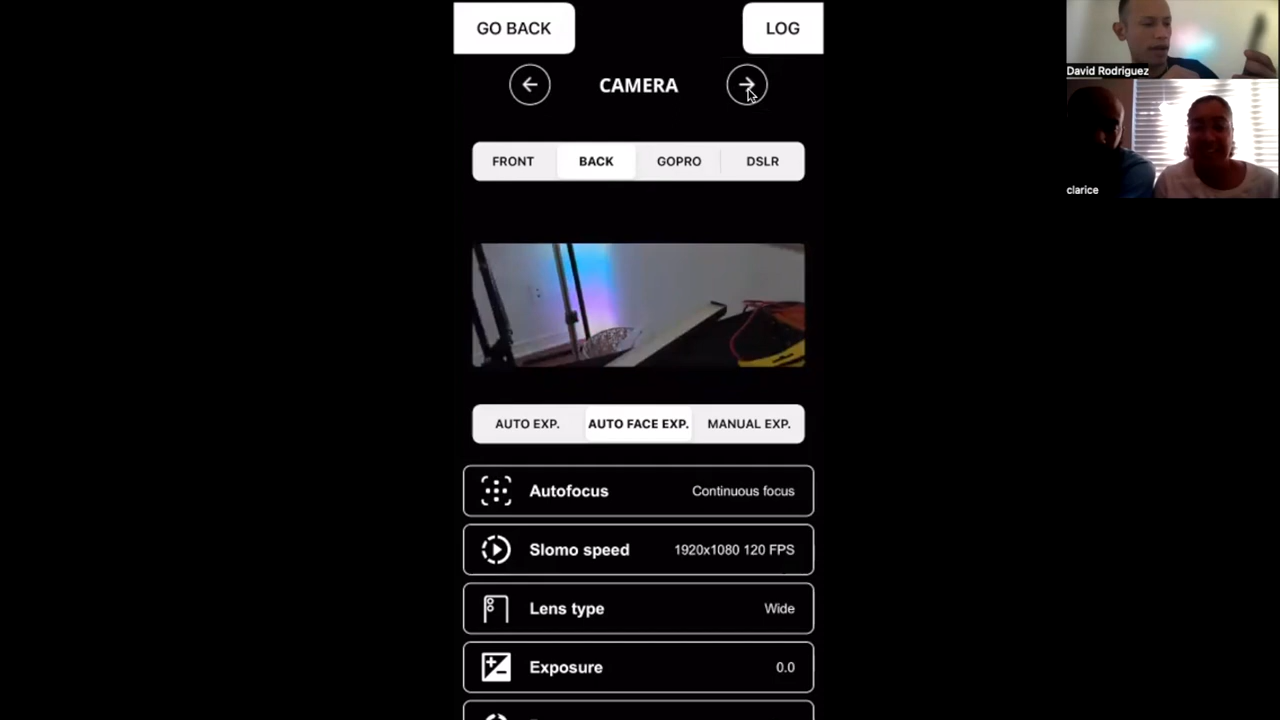 GO BACK
LOG
CAMERA
FRONT
BACK
GOPRO
DSLR
AUTO EXP.
AUTO FACE EXP.
MANUAL EXP.
Autofocus
Continuous focus
Slomo speed
1920x1080 120 FPS
Lens type
Wide
Exposure
0.0
David Rodriguez
clarice